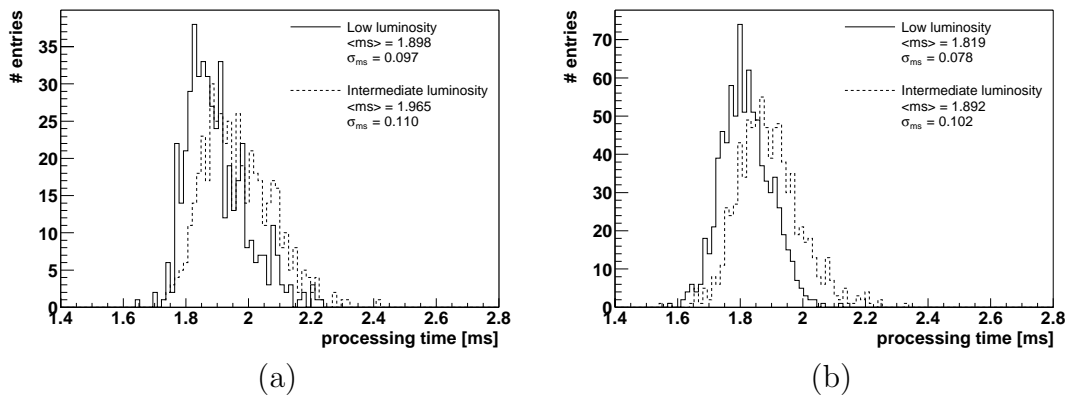 # entries
35
30
25
20
15
10
5
0
1.4 1.6 1.8 2 2.2 2.4 2.6 2.8
processing time [ms]
Low luminosity
<ms> = 1.898
σms = 0.097
Intermediate luminosity
<ms> = 1.965
σms = 0.110
(a)
# entries
70
60
50
40
30
20
10
0
1.4 1.6 1.8 2 2.2 2.4 2.6 2.8
processing time [ms]
Low luminosity
<ms> = 1.819
σms = 0.078
Intermediate luminosity
<ms> = 1.892
σms = 0.102
(b)